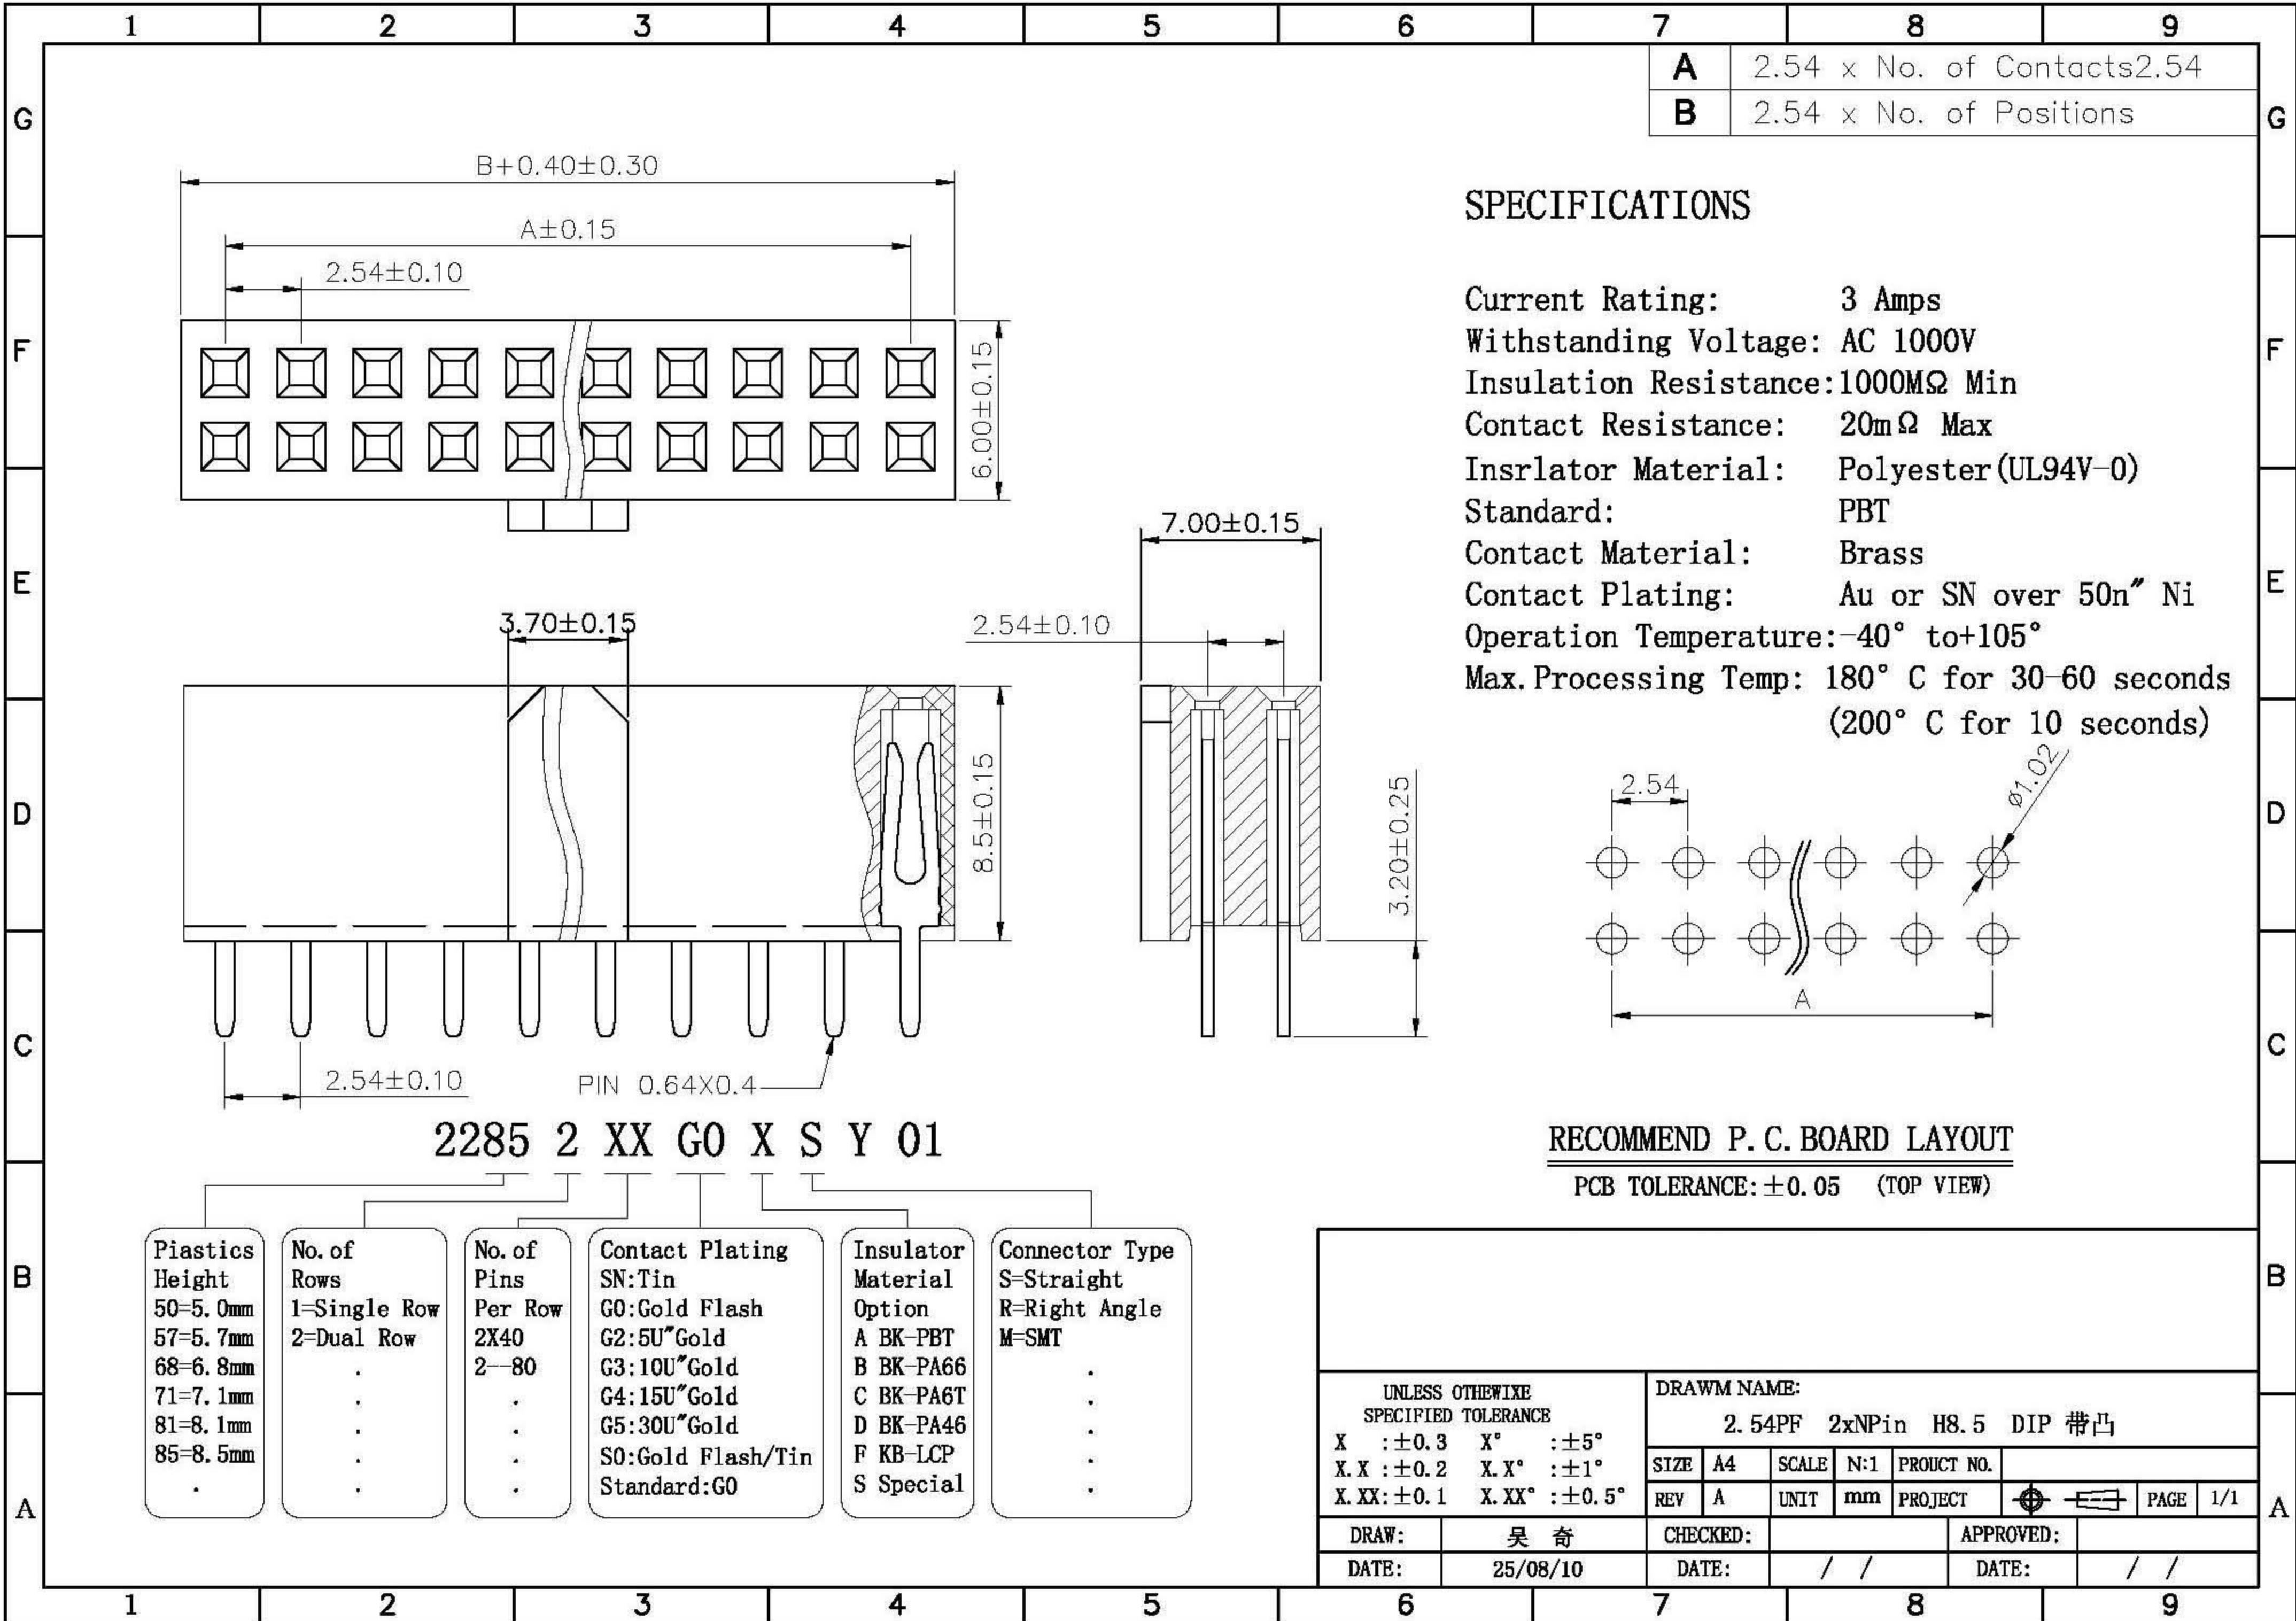 1 2 3 4 5 6 7 8 9
G G
A 2.54 x No. of Contacts2.54
B 2.54 x No. of Positions
B+0.40±0.30
A±0.15
2.54±0.10
6.00±0.15
F F
SPECIFICATIONS
Current Rating: 3 Amps
Withstanding Voltage: AC 1000V
Insulation Resistance:1000MΩ Min
Contact Resistance: 20mΩ Max
Insrlator Material: Polyester(UL94V-0)
Standard: PBT
Contact Material: Brass
Contact Plating: Au or SN over 50n″ Ni
Operation Temperature:-40° to+105°
Max.Processing Temp: 180° C for 30-60 seconds
(200° C for 10 seconds)
E E
3.70±0.15
8.5±0.15
7.00±0.15
2.54±0.10
3.20±0.25
2.54±0.10
PIN 0.64X0.4
D D
2.54
ø1.02
A
C C
RECOMMEND P.C.BOARD LAYOUT
PCB TOLERANCE:±0.05 (TOP VIEW)
2285 2 XX G0 X S Y 01
B B
Piastics
Height
50=5.0mm
57=5.7mm
68=6.8mm
71=7.1mm
81=8.1mm
85=8.5mm
.
No.of
Rows
1=Single Row
2=Dual Row
.
.
.
.
.
No.of
Pins
Per Row
2X40
2--80
.
.
.
.
Contact Plating
SN:Tin
G0:Gold Flash
G2:5U″Gold
G3:10U″Gold
G4:15U″Gold
G5:30U″Gold
S0:Gold Flash/Tin
Standard:G0
Insulator
Material
Option
A BK-PBT
B BK-PA66
C BK-PA6T
D BK-PA46
F KB-LCP
S Special
Connector Type
S=Straight
R=Right Angle
M=SMT
.
.
.
.
.
A A
UNLESS OTHEWIXE
SPECIFIED TOLERANCE
X :±0.3 X° :±5°
X.X :±0.2 X.X° :±1°
X.XX:±0.1 X.XX° :±0.5°
DRAWM NAME:
2.54PF 2xNPin H8.5 DIP 带凸
SIZE A4 SCALE N:1 PROUCT NO.
REV A UNIT mm PROJECT PAGE 1/1
DRAW: 吴 奇 CHECKED: APPROVED:
DATE: 25/08/10 DATE: / / DATE: / /
1 2 3 4 5 6 7 8 9